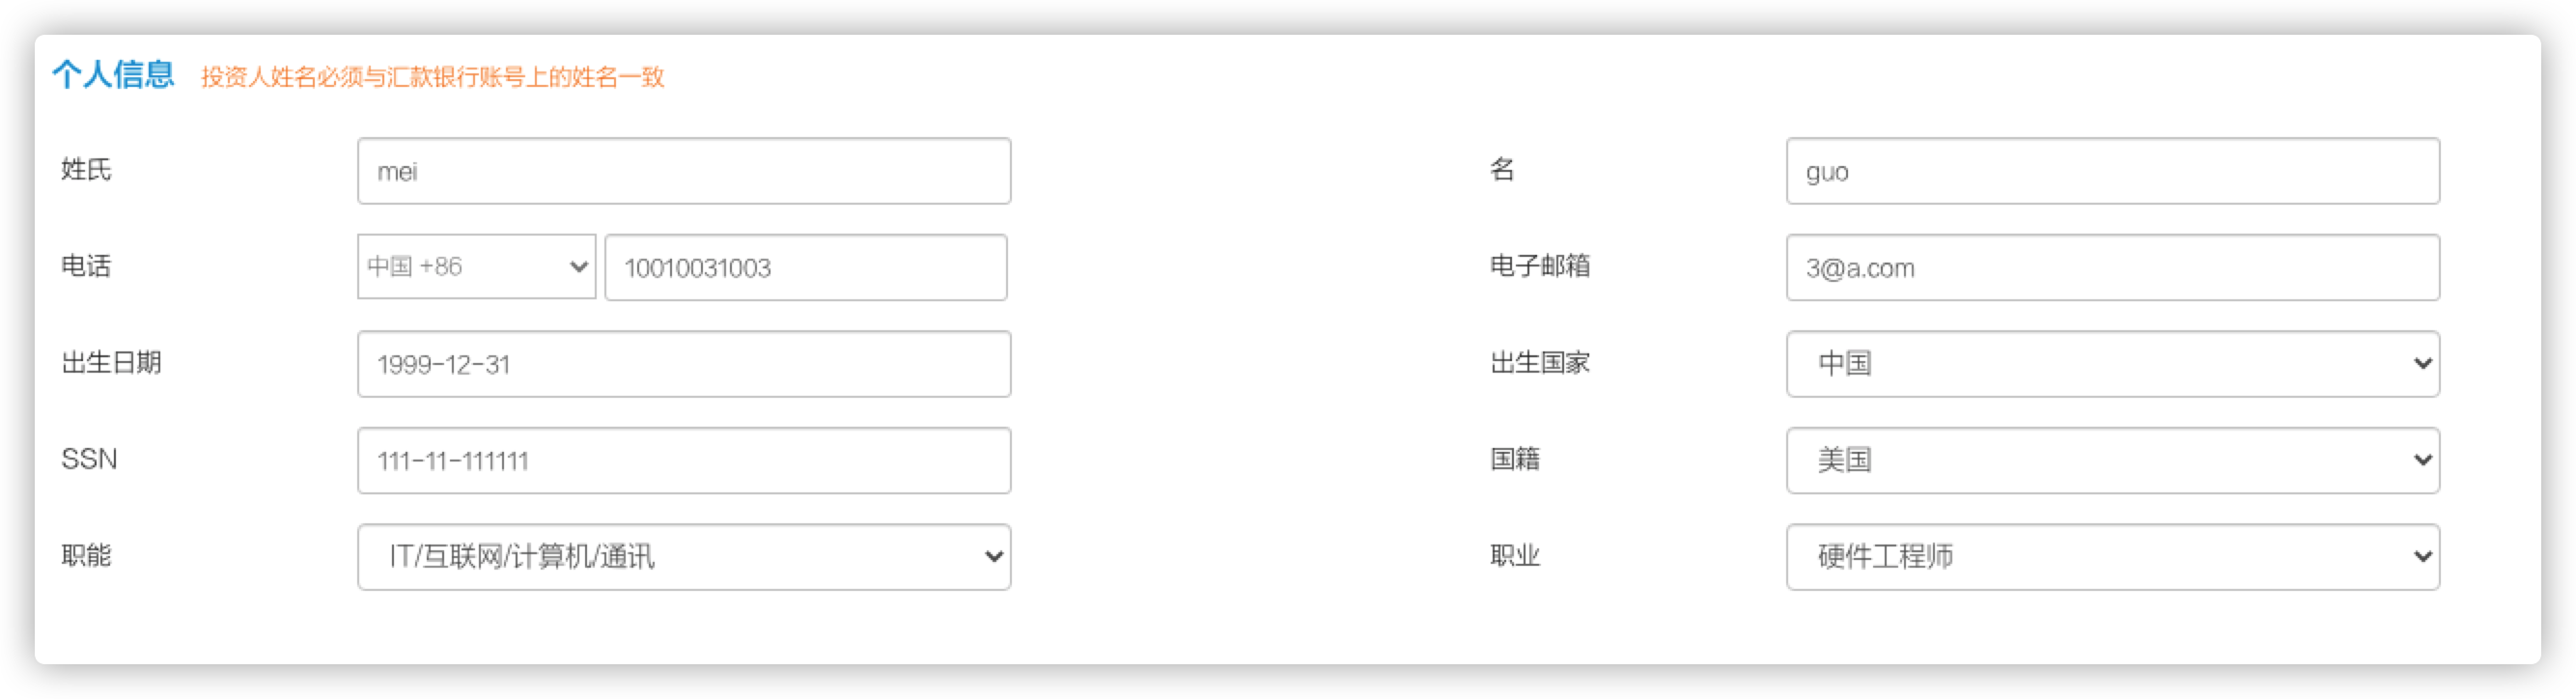 个人信息 投资人姓名必须与汇款银行账号上的姓名一致
姓氏 mei 名 guo
电话 中国 +86 10010031003 电子邮箱 3@a.com
出生日期 1999-12-31 出生国家 中国
SSN 111-11-111111 国籍 美国
职能 IT/互联网/计算机/通讯 职业 硬件工程师